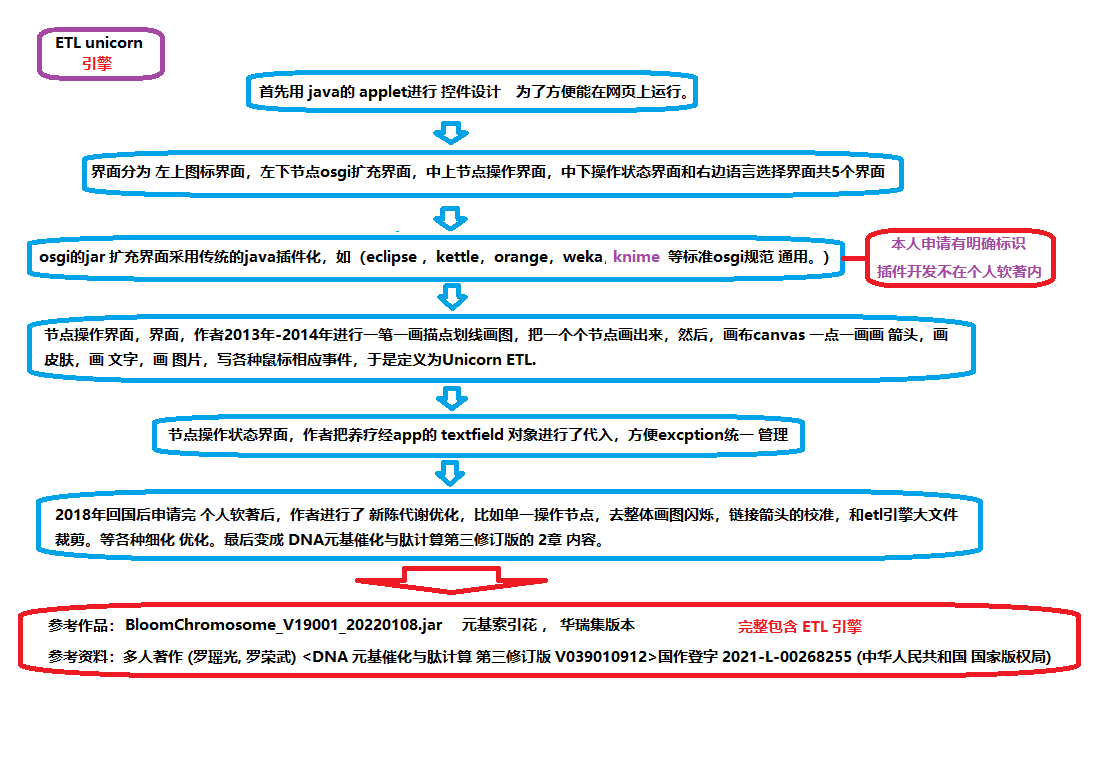 ETL unicorn
引擎
首先用 java的 applet进行 控件设计 为了方便能在网页上运行。
界面分为 左上图标界面，左下节点osgi扩充界面，中上节点操作界面，中下操作状态界面和右边语言选择界面共5个界面
osgi的jar 扩充界面采用传统的java插件化，如（eclipse ，kettle，orange，weka, knime 等标准osgi规范 通用。）
本人申请有明确标识
插件开发不在个人软著内
节点操作界面，界面，作者2013年-2014年进行一笔一画描点划线画图，把一个个节点画出来，然后，画布canvas 一点一画画 箭头，画
皮肤，画 文字，画 图片，写各种鼠标相应事件，于是定义为Unicorn ETL.
节点操作状态界面，作者把养疗经app的 textfield 对象进行了代入，方便excption统一 管理
2018年回国后申请完 个人软著后，作者进行了 新陈代谢优化，比如单一操作节点，去整体画图闪烁，链接箭头的校准，和etl引擎大文件
裁剪。等各种细化 优化。最后变成 DNA元基催化与肽计算第三修订版的 2章 内容。
参考作品：BloomChromosome_V19001_20220108.jar 元基索引花 ，华瑞集版本 完整包含 ETL 引擎
参考资料：多人著作 (罗瑶光, 罗荣武) <DNA 元基催化与肽计算 第三修订版 V039010912>国作登字 2021-L-00268255 (中华人民共和国 国家版权局)